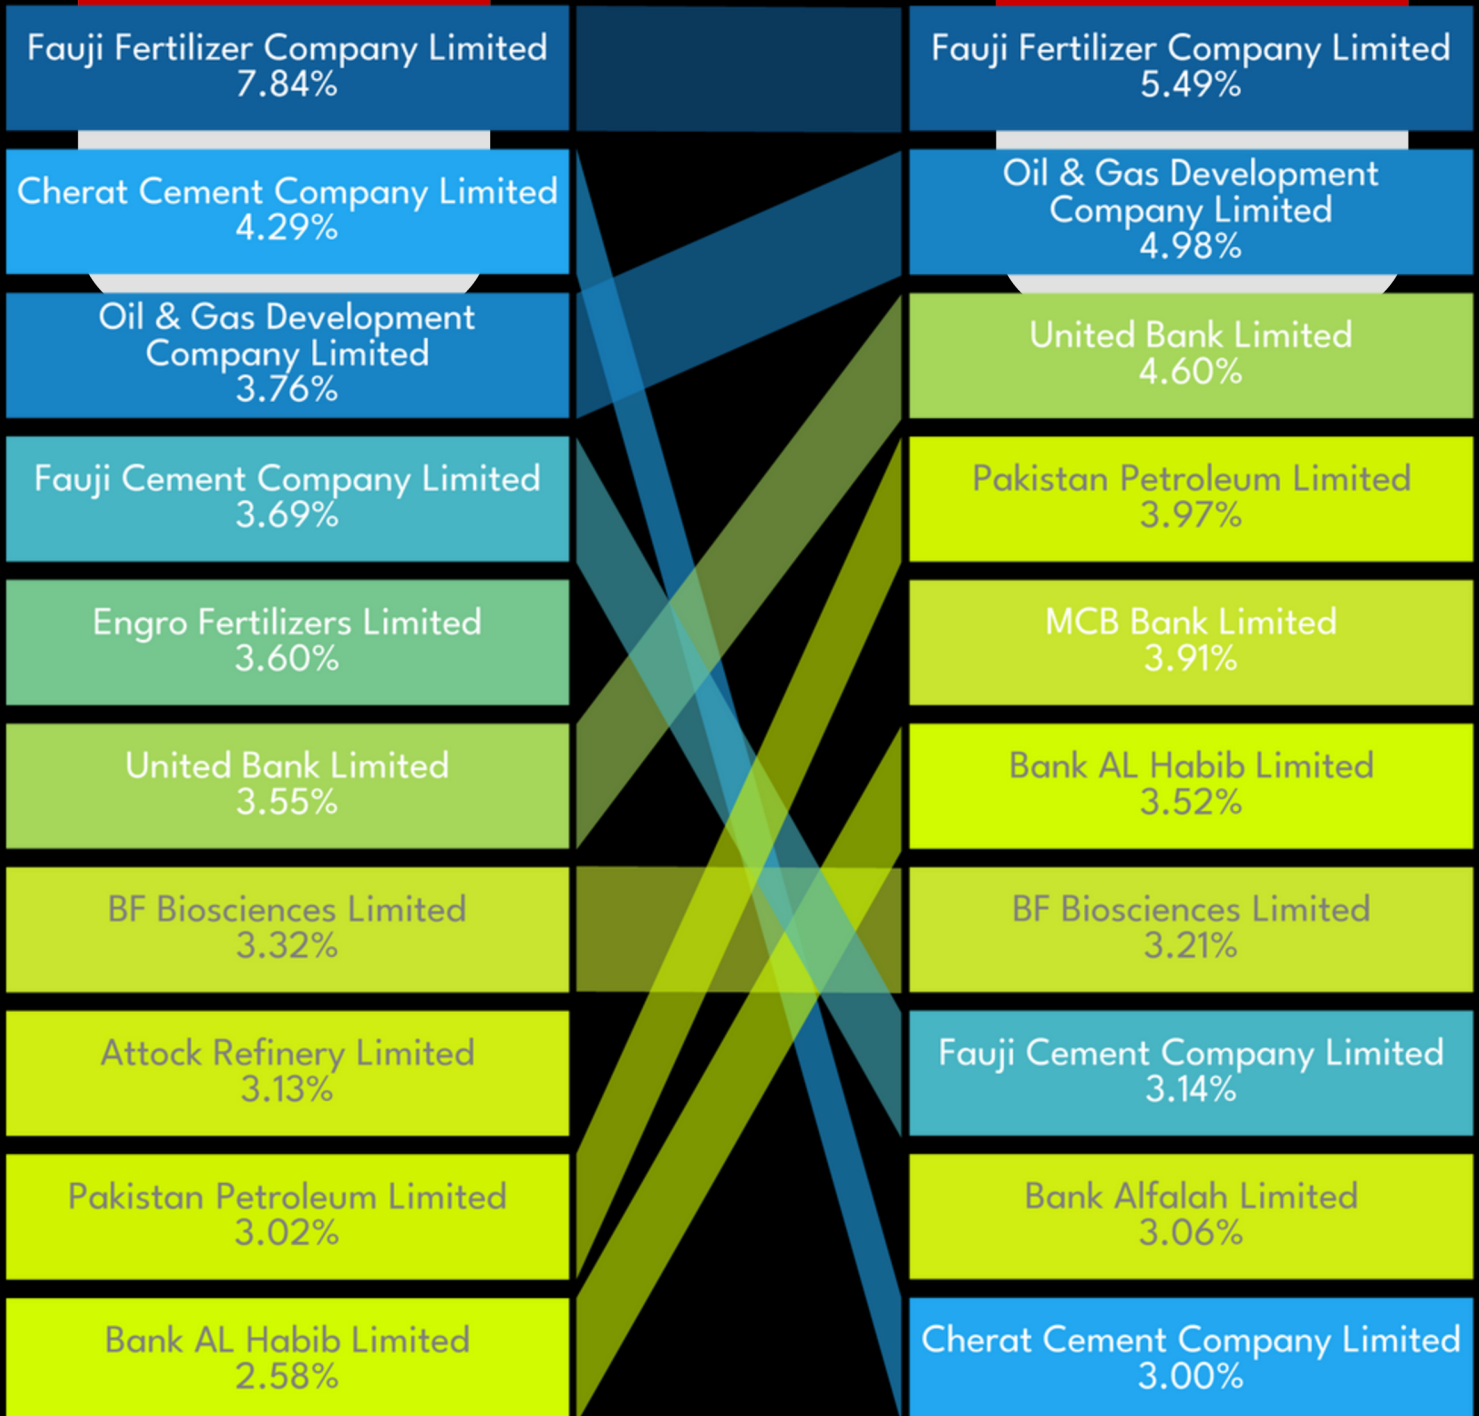 Fauji Fertilizer Company Limited
7.84%
Cherat Cement Company Limited
4.29%
Oil & Gas Development
Company Limited
3.76%
Fauji Cement Company Limited
3.69%
Engro Fertilizers Limited
3.60%
United Bank Limited
3.55%
BF Biosciences Limited
3.32%
Attock Refinery Limited
3.13%
Pakistan Petroleum Limited
3.02%
Bank AL Habib Limited
2.58%
Fauji Fertilizer Company Limited
5.49%
Oil & Gas Development
Company Limited
4.98%
United Bank Limited
4.60%
Pakistan Petroleum Limited
3.97%
MCB Bank Limited
3.91%
Bank AL Habib Limited
3.52%
BF Biosciences Limited
3.21%
Fauji Cement Company Limited
3.14%
Bank Alfalah Limited
3.06%
Cherat Cement Company Limited
3.00%